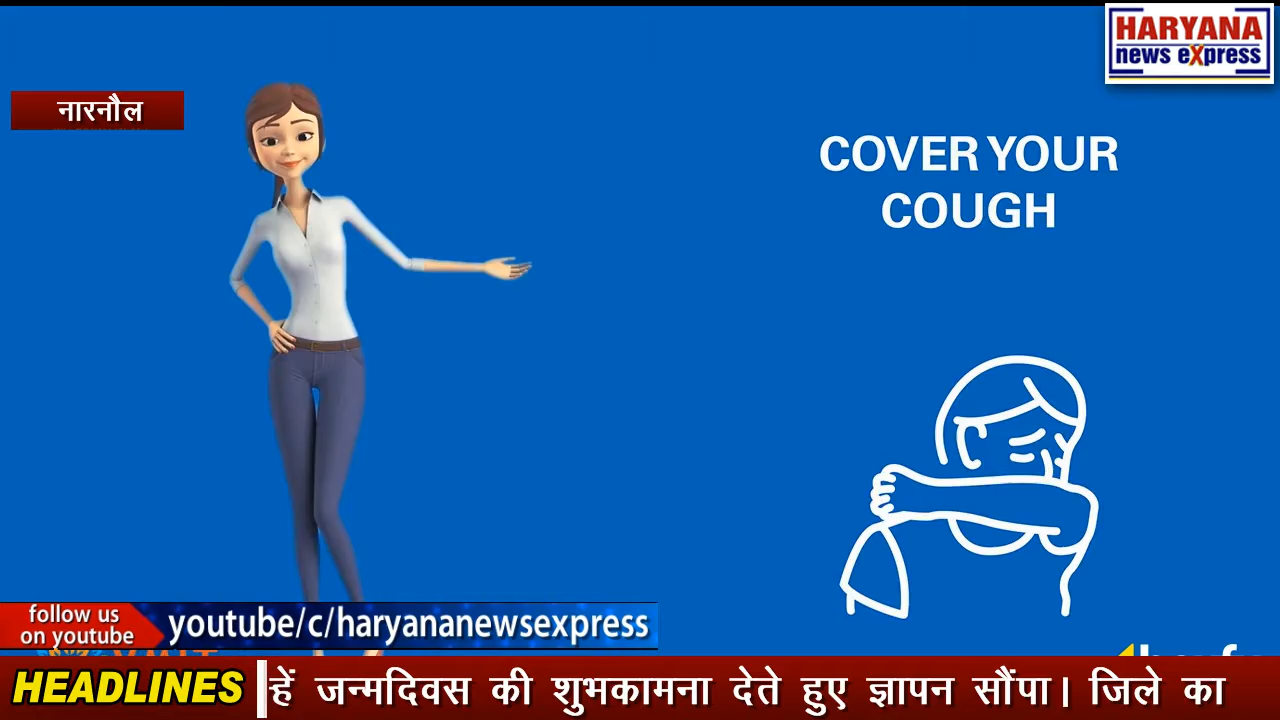 HARYANA
news eXpress
नारनौल
COVER YOUR
COUGH
follow us
on youtube
youtube/c/haryananewsexpress
HEADLINES
हें जन्मदिवस की शुभकामना देते हुए ज्ञापन सौंपा। जिले का